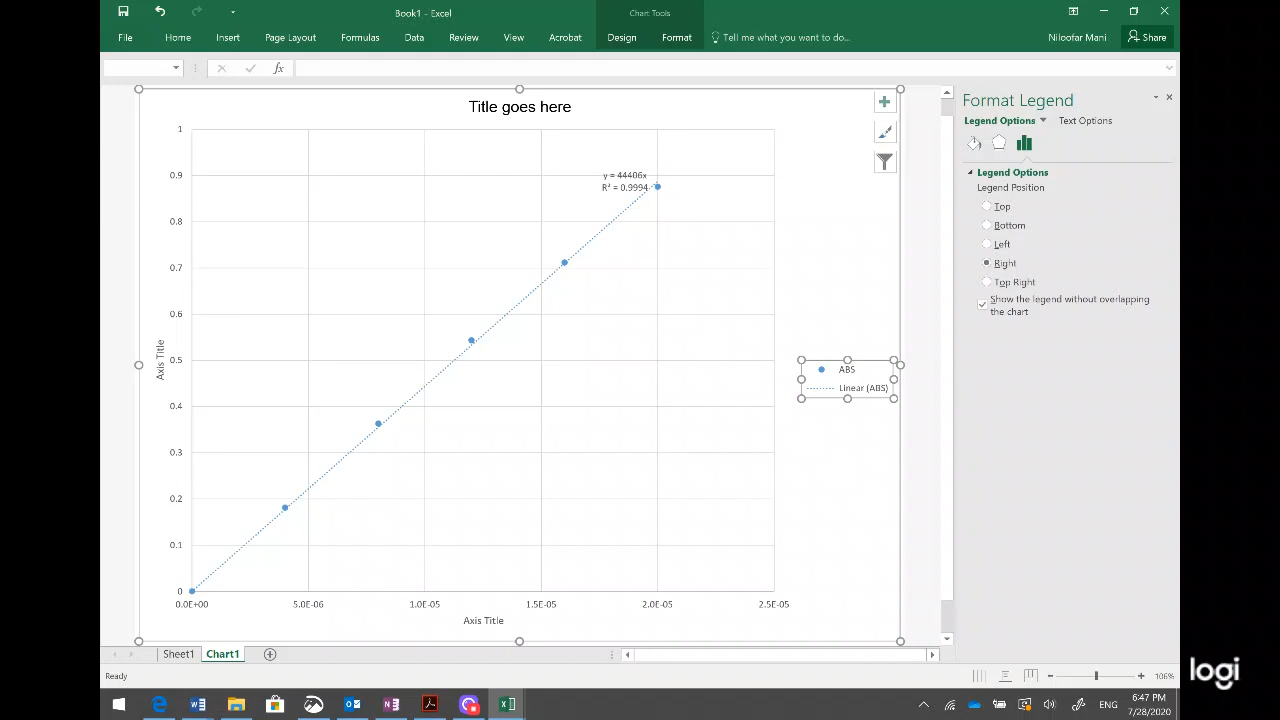 Book1 - Excel
Chart Tools
File Home Insert Page Layout Formulas Data Review View Acrobat Design Format Tell me what you want to do... Niloofar Mani Share
fx
Title goes here
Format Legend
Legend Options Text Options
Legend Options
Legend Position
Top
Bottom
Left
Right
Top Right
Show the legend without overlapping
the chart
y = 44406x
R² = 0.9994
1
0.9
0.8
0.7
0.6
0.5
0.4
0.3
0.2
0.1
0
Axis Title
0.0E+00 5.0E-06 1.0E-05 1.5E-05 2.0E-05 2.5E-05
Axis Title
ABS
Linear (ABS)
Sheet1 Chart1
Ready
106%
logi
ENG
6:47 PM
7/28/2020